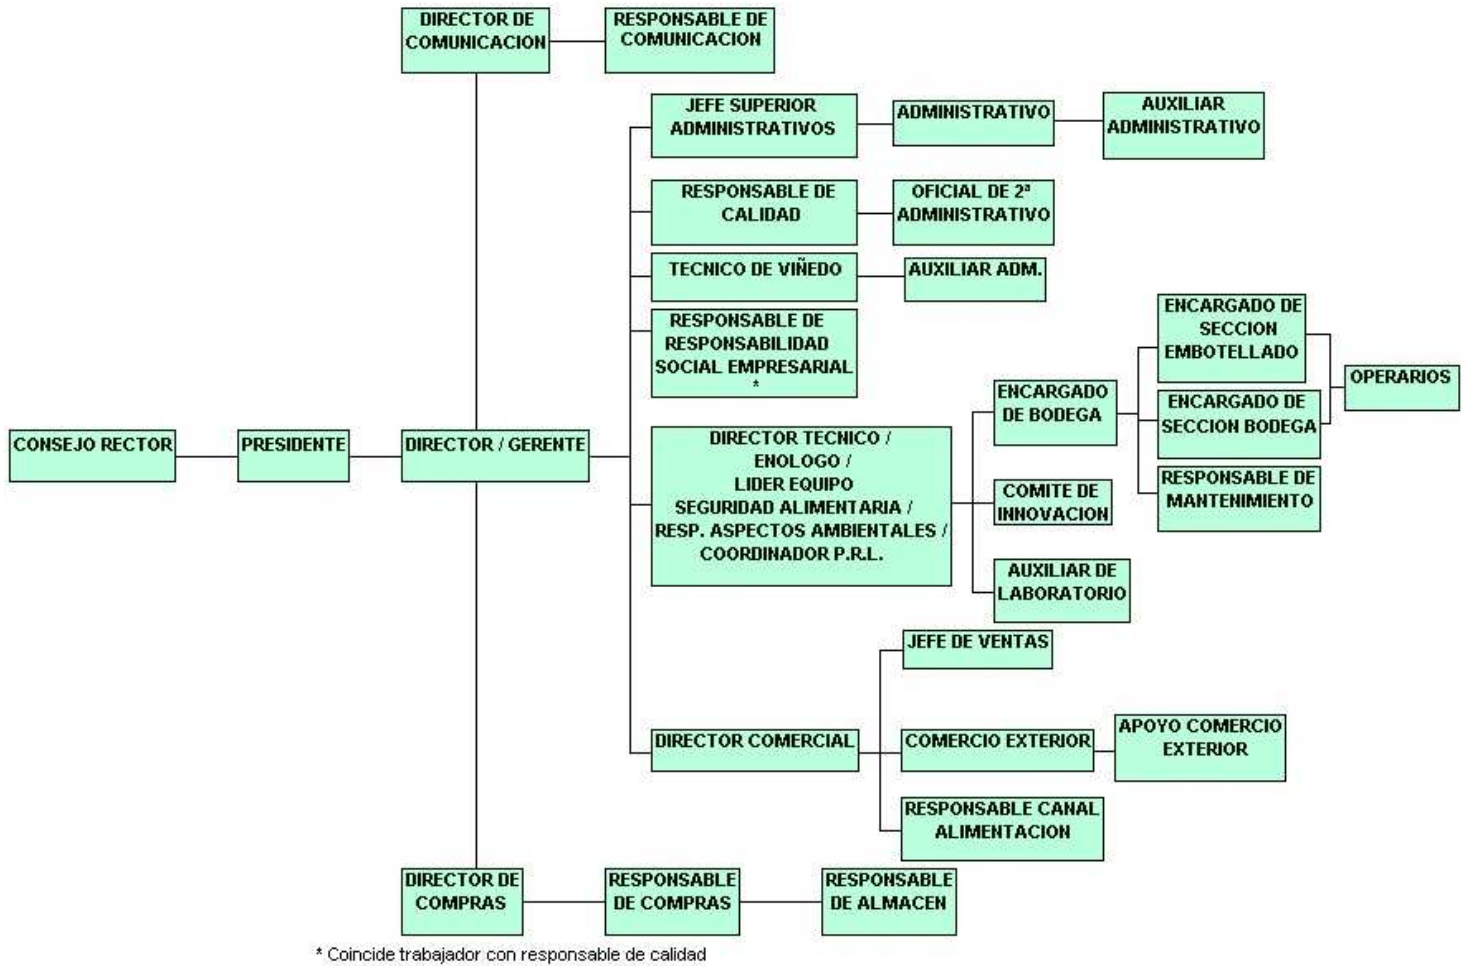 DIRECTOR DE
COMUNICACION
RESPONSABLE DE
COMUNICACION
JEFE SUPERIOR
ADMINISTRATIVOS
ADMINISTRATIVO
AUXILIAR
ADMINISTRATIVO
RESPONSABLE DE
CALIDAD
OFICIAL DE 2ª
ADMINISTRATIVO
TECNICO DE VIÑEDO
AUXILIAR ADM.
RESPONSABLE DE
RESPONSABILIDAD
SOCIAL EMPRESARIAL
*
CONSEJO RECTOR
PRESIDENTE
DIRECTOR / GERENTE
DIRECTOR TECNICO /
ENOLOGO /
LIDER EQUIPO
SEGURIDAD ALIMENTARIA /
RESP. ASPECTOS AMBIENTALES /
COORDINADOR P.R.L.
ENCARGADO
DE BODEGA
ENCARGADO DE
SECCION
EMBOTELLADO
ENCARGADO DE
SECCION BODEGA
RESPONSABLE DE
MANTENIMIENTO
OPERARIOS
COMITE DE
INNOVACION
AUXILIAR DE
LABORATORIO
DIRECTOR COMERCIAL
JEFE DE VENTAS
COMERCIO EXTERIOR
APOYO COMERCIO
EXTERIOR
RESPONSABLE CANAL
ALIMENTACION
DIRECTOR DE
COMPRAS
RESPONSABLE
DE COMPRAS
RESPONSABLE
DE ALMACEN
* Coincide trabajador con responsable de calidad